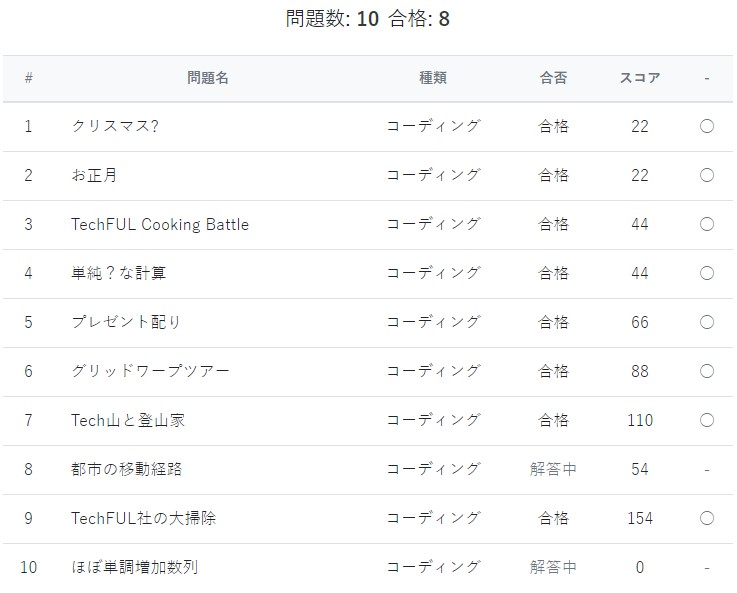 問題数: 10 合格: 8
# 問題名 種類 合否 スコア -
1 クリスマス? コーディング 合格 22 〇
2 お正月 コーディング 合格 22 〇
3 TechFUL Cooking Battle コーディング 合格 44 〇
4 単純？な計算 コーディング 合格 44 〇
5 プレゼント配り コーディング 合格 66 〇
6 グリッドワープツアー コーディング 合格 88 〇
7 Tech山と登山家 コーディング 合格 110 〇
8 都市の移動経路 コーディング 解答中 54 -
9 TechFUL社の大掃除 コーディング 合格 154 〇
10 ほぼ単調増加数列 コーディング 解答中 0 -